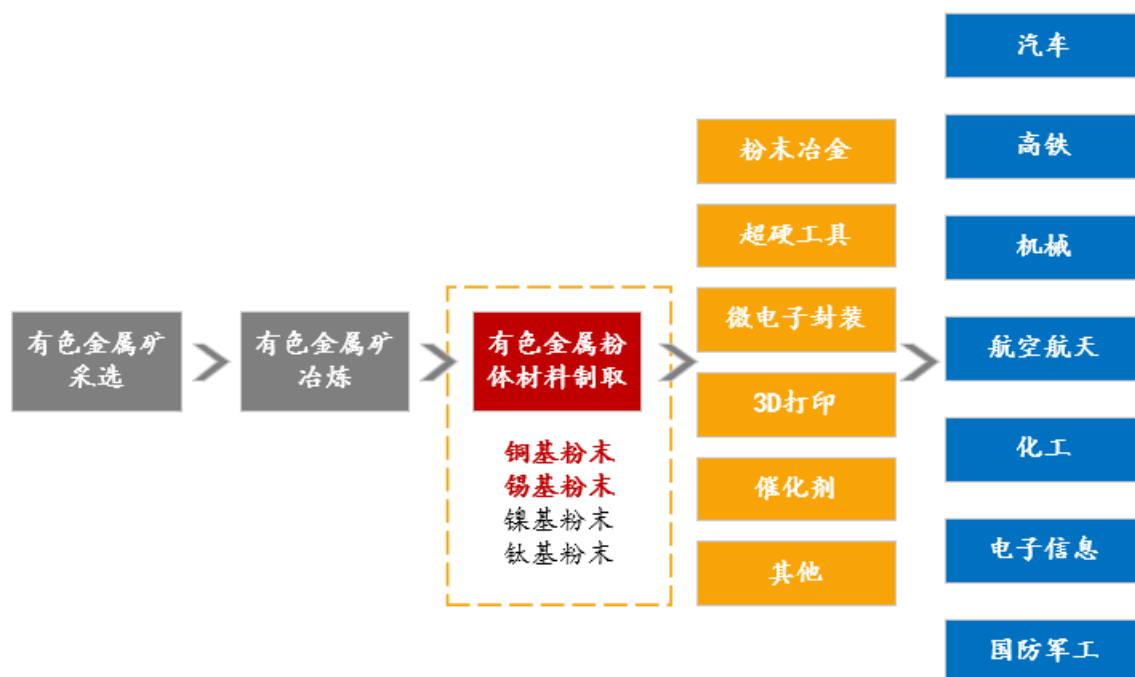 有色金属矿
采选
有色金属矿
冶炼
有色金属粉
体材料制取
铜基粉末
锡基粉末
镍基粉末
钛基粉末
粉末冶金
超硬工具
微电子封装
3D打印
催化剂
其他
汽车
高铁
机械
航空航天
化工
电子信息
国防军工